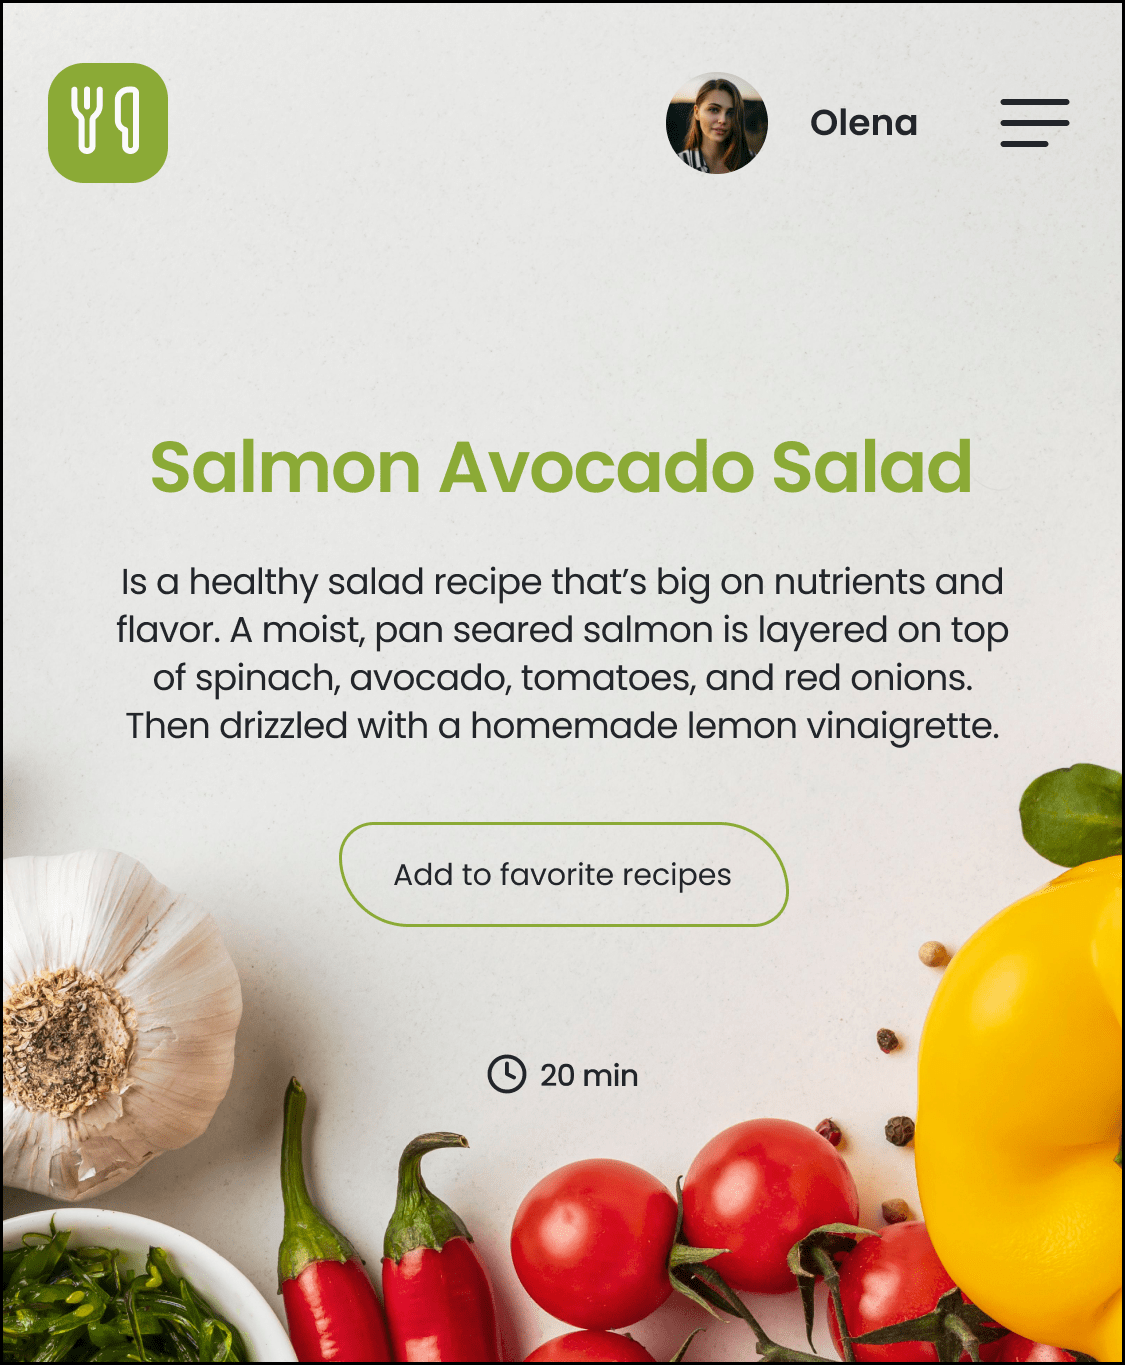 Olena
Salmon Avocado Salad
Is a healthy salad recipe that’s big on nutrients and
flavor. A moist, pan seared salmon is layered on top
of spinach, avocado, tomatoes, and red onions.
Then drizzled with a homemade lemon vinaigrette.
Add to favorite recipes
20 min